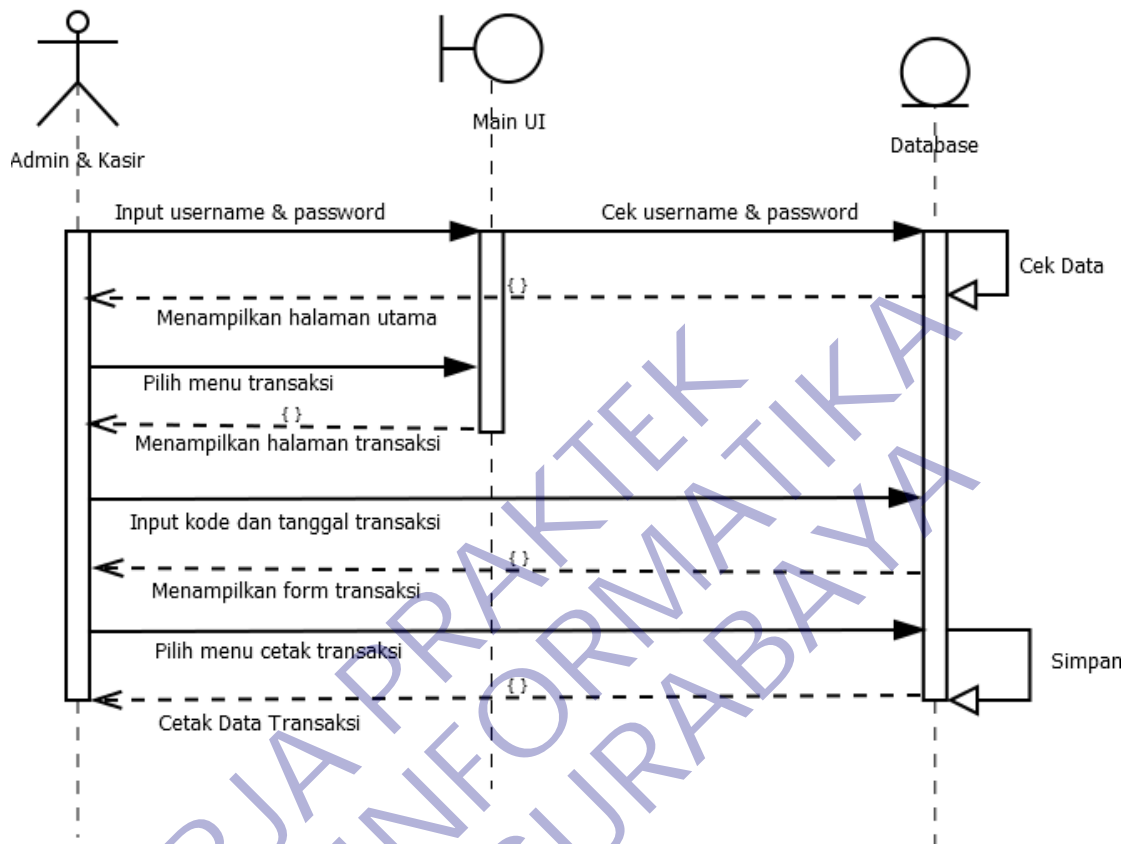 Main UI
Database
Admin & Kasir
Input username & password
Cek username & password
Cek Data
{ }
Menampilkan halaman utama
Pilih menu transaksi
{ }
Menampilkan halaman transaksi
Input kode dan tanggal transaksi
{ }
Menampilkan form transaksi
Pilih menu cetak transaksi
Simpan
{ }
Cetak Data Transaksi
RJA PRAKTEK
INFORMATIKA
SURABAYA